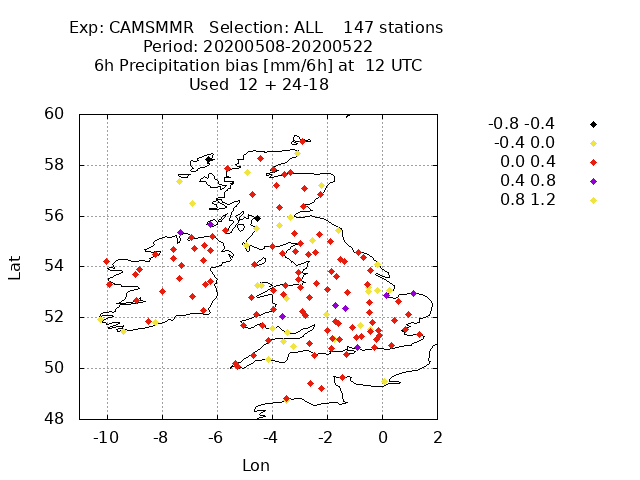 Exp: CAMSMMR Selection: ALL 147 stations
Period: 20200508-20200522
6h Precipitation bias [mm/6h] at 12 UTC
Used 12 + 24-18
-0.8 -0.4
-0.4 0.0
0.0 0.4
0.4 0.8
0.8 1.2
60
58
56
54
52
50
48
Lat
-10 -8 -6 -4 -2 0 2
Lon